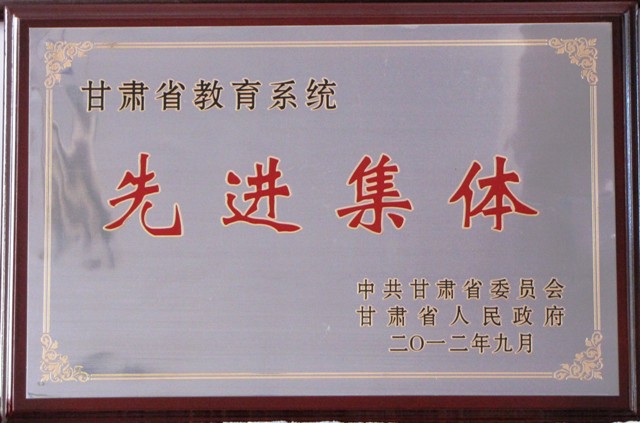 甘肃省教育系统
先进集体
中共甘肃省委员会
甘肃省人民政府
二〇一二年九月